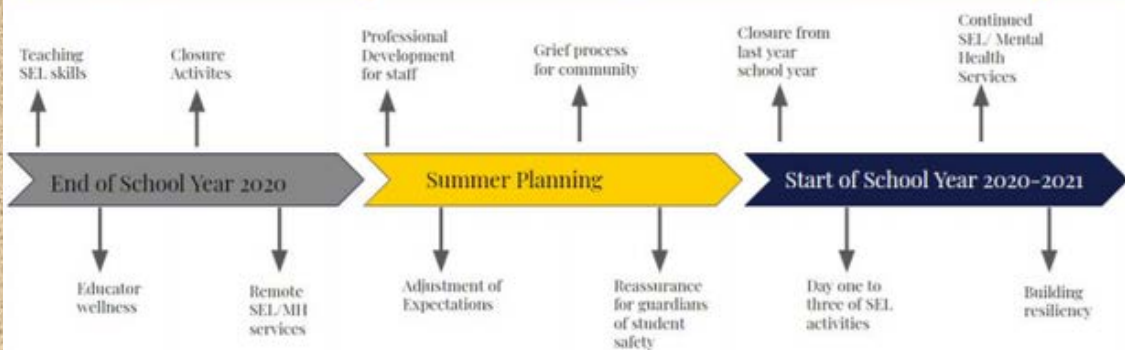 Teaching
SEL skills
Closure
Activites
Professional
Development
for staff
Grief process
for community
Closure from
last year
school year
Continued
SEL/ Mental
Health
Services
End of School Year 2020
Summer Planning
Start of School Year 2020-2021
Educator
wellness
Remote
SEL/MH
services
Adjustment of
Expectations
Reassurance
for guardians
of student
safety
Day one to
three of SEL
activities
Building
resiliency